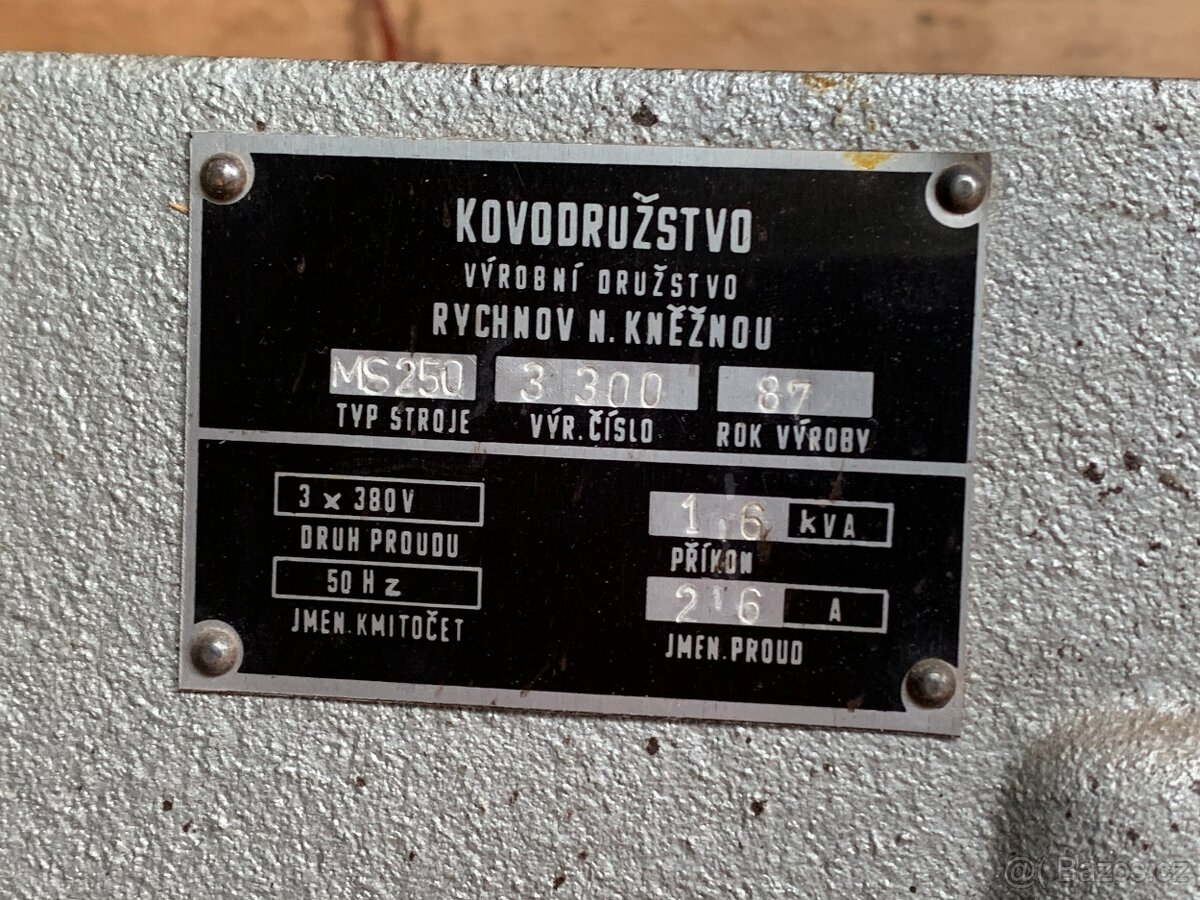 KOVODRUŽSTVO
VÝROBNÍ DRUŽSTVO
RYCHNOV N. KNĚŽNOU
MS250 3 300 87
TYP STROJE VÝR. ČÍSLO ROK VÝROBY
3 x 380V
DRUH PROUDU
50 Hz
JMEN. KMITOČET
1,6 kVA
PŘÍKON
2,6 A
JMEN. PROUD
Bazos.cz